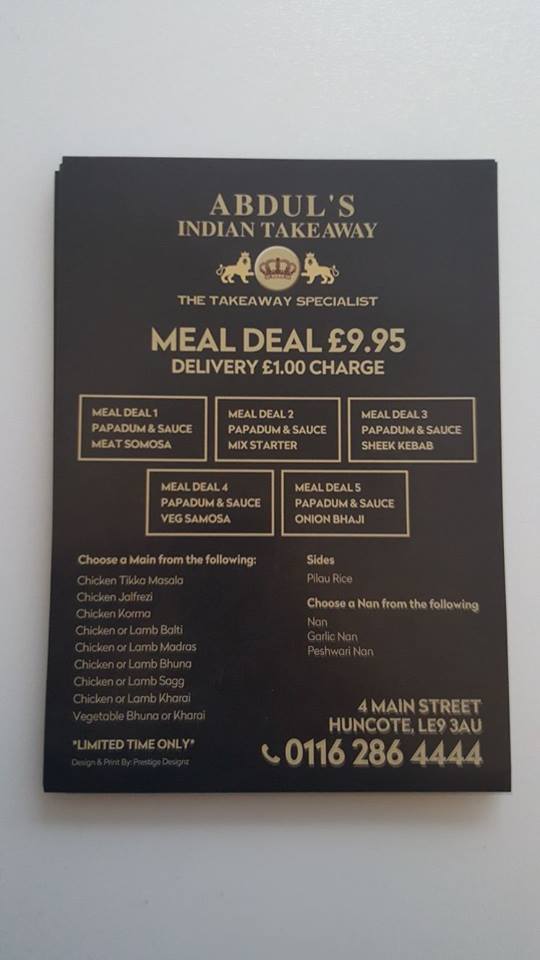 ABDUL'S
INDIAN TAKEAWAY
THE TAKEAWAY SPECIALIST
MEAL DEAL £9.95
DELIVERY £1.00 CHARGE
MEAL DEAL 1
PAPADUM & SAUCE
MEAT SOMOSA
MEAL DEAL 2
PAPADUM & SAUCE
MIX STARTER
MEAL DEAL 3
PAPADUM & SAUCE
SHEEK KEBAB
MEAL DEAL 4
PAPADUM & SAUCE
VEG SAMOSA
MEAL DEAL 5
PAPADUM & SAUCE
ONION BHAJI
Choose a Main from the following:
Chicken Tikka Masala
Chicken Jalfrezi
Chicken Korma
Chicken or Lamb Balti
Chicken or Lamb Madras
Chicken or Lamb Bhuna
Chicken or Lamb Sagg
Chicken or Lamb Kharai
Vegetable Bhuna or Kharai
*LIMITED TIME ONLY*
Design & Print By: Prestige Designz
Sides
Pilau Rice
Choose a Nan from the following
Nan
Garlic Nan
Peshwari Nan
4 MAIN STREET
HUNCOTE, LE9 3AU
0116 286 4444